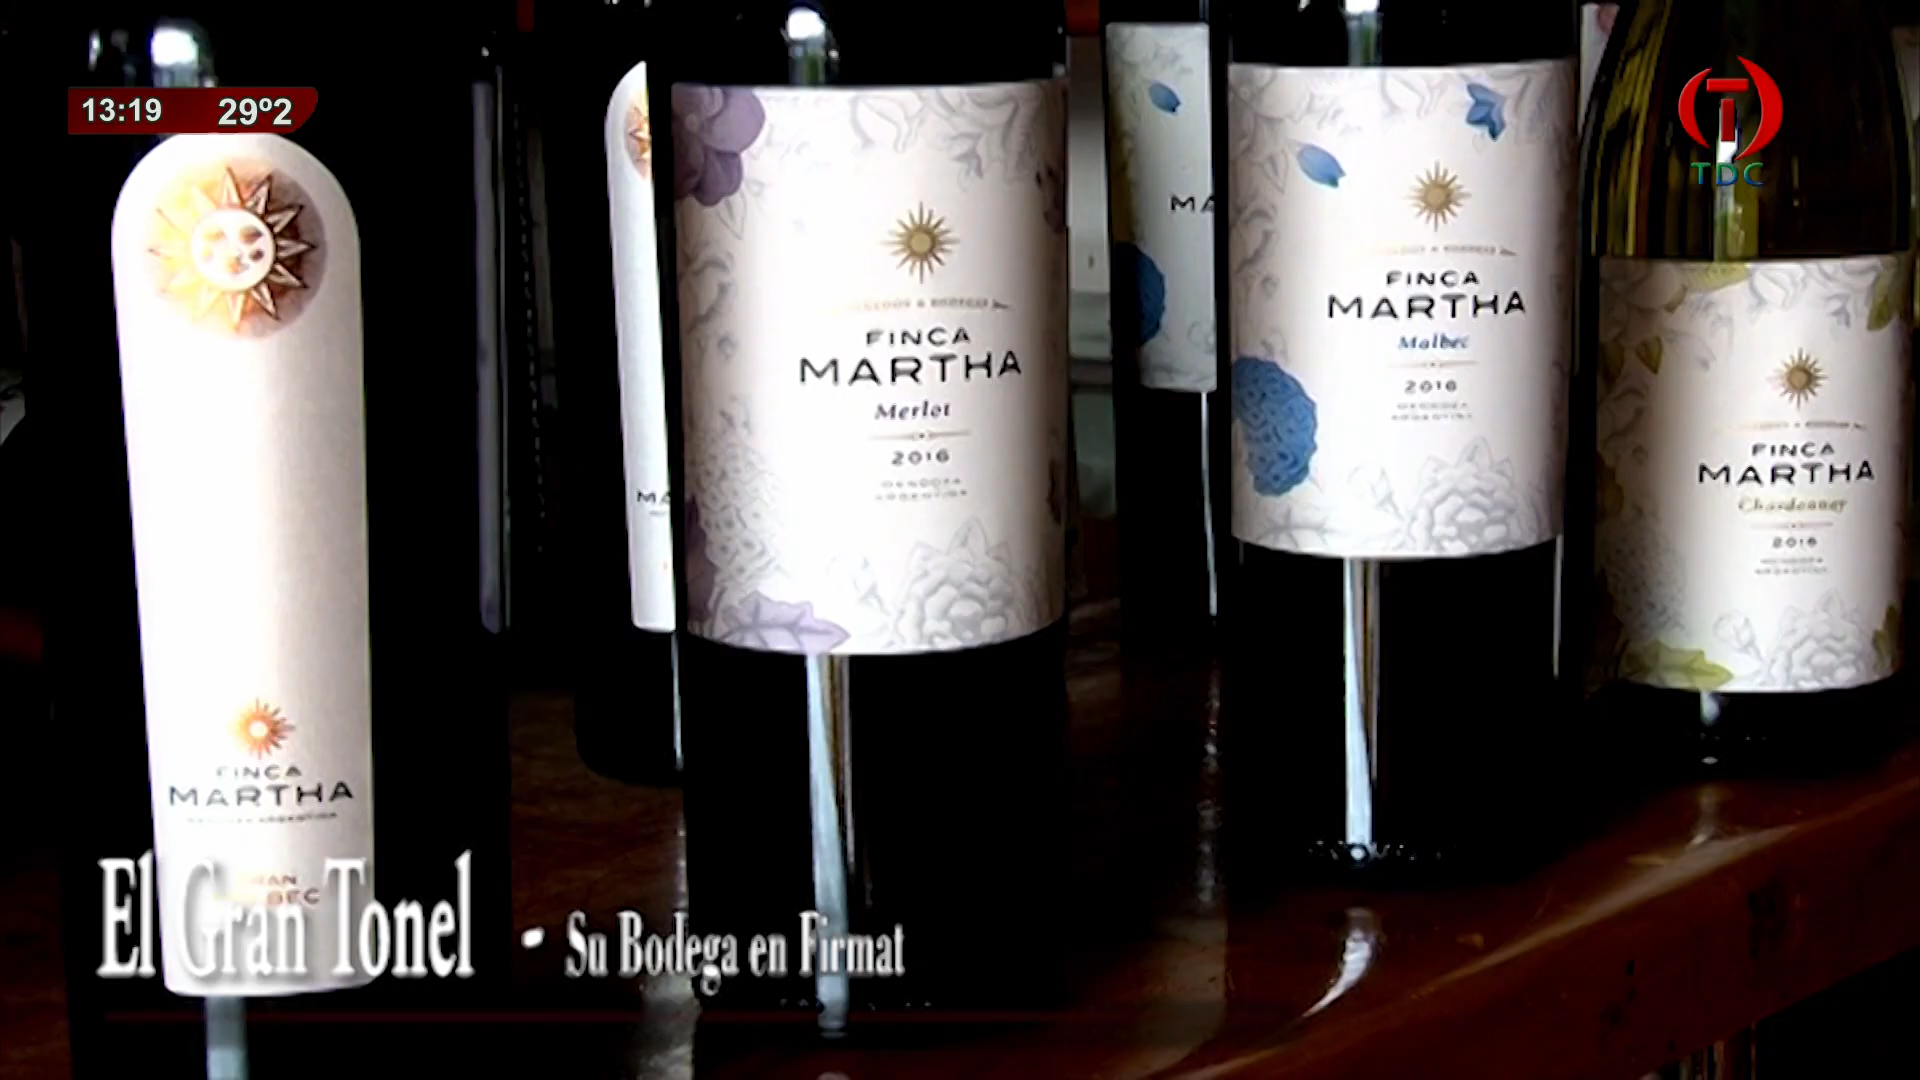 13:19 29º2
TDC
FINCA
MARTHA
Merlot
2016
MENDOZA
ARGENTINA
FINCA
MARTHA
Malbec
2016
MENDOZA
ARGENTINA
FINCA
MARTHA
Chardonnay
2016
FINCA
MARTHA
El Gran Tonel - Su Bodega en Firmat